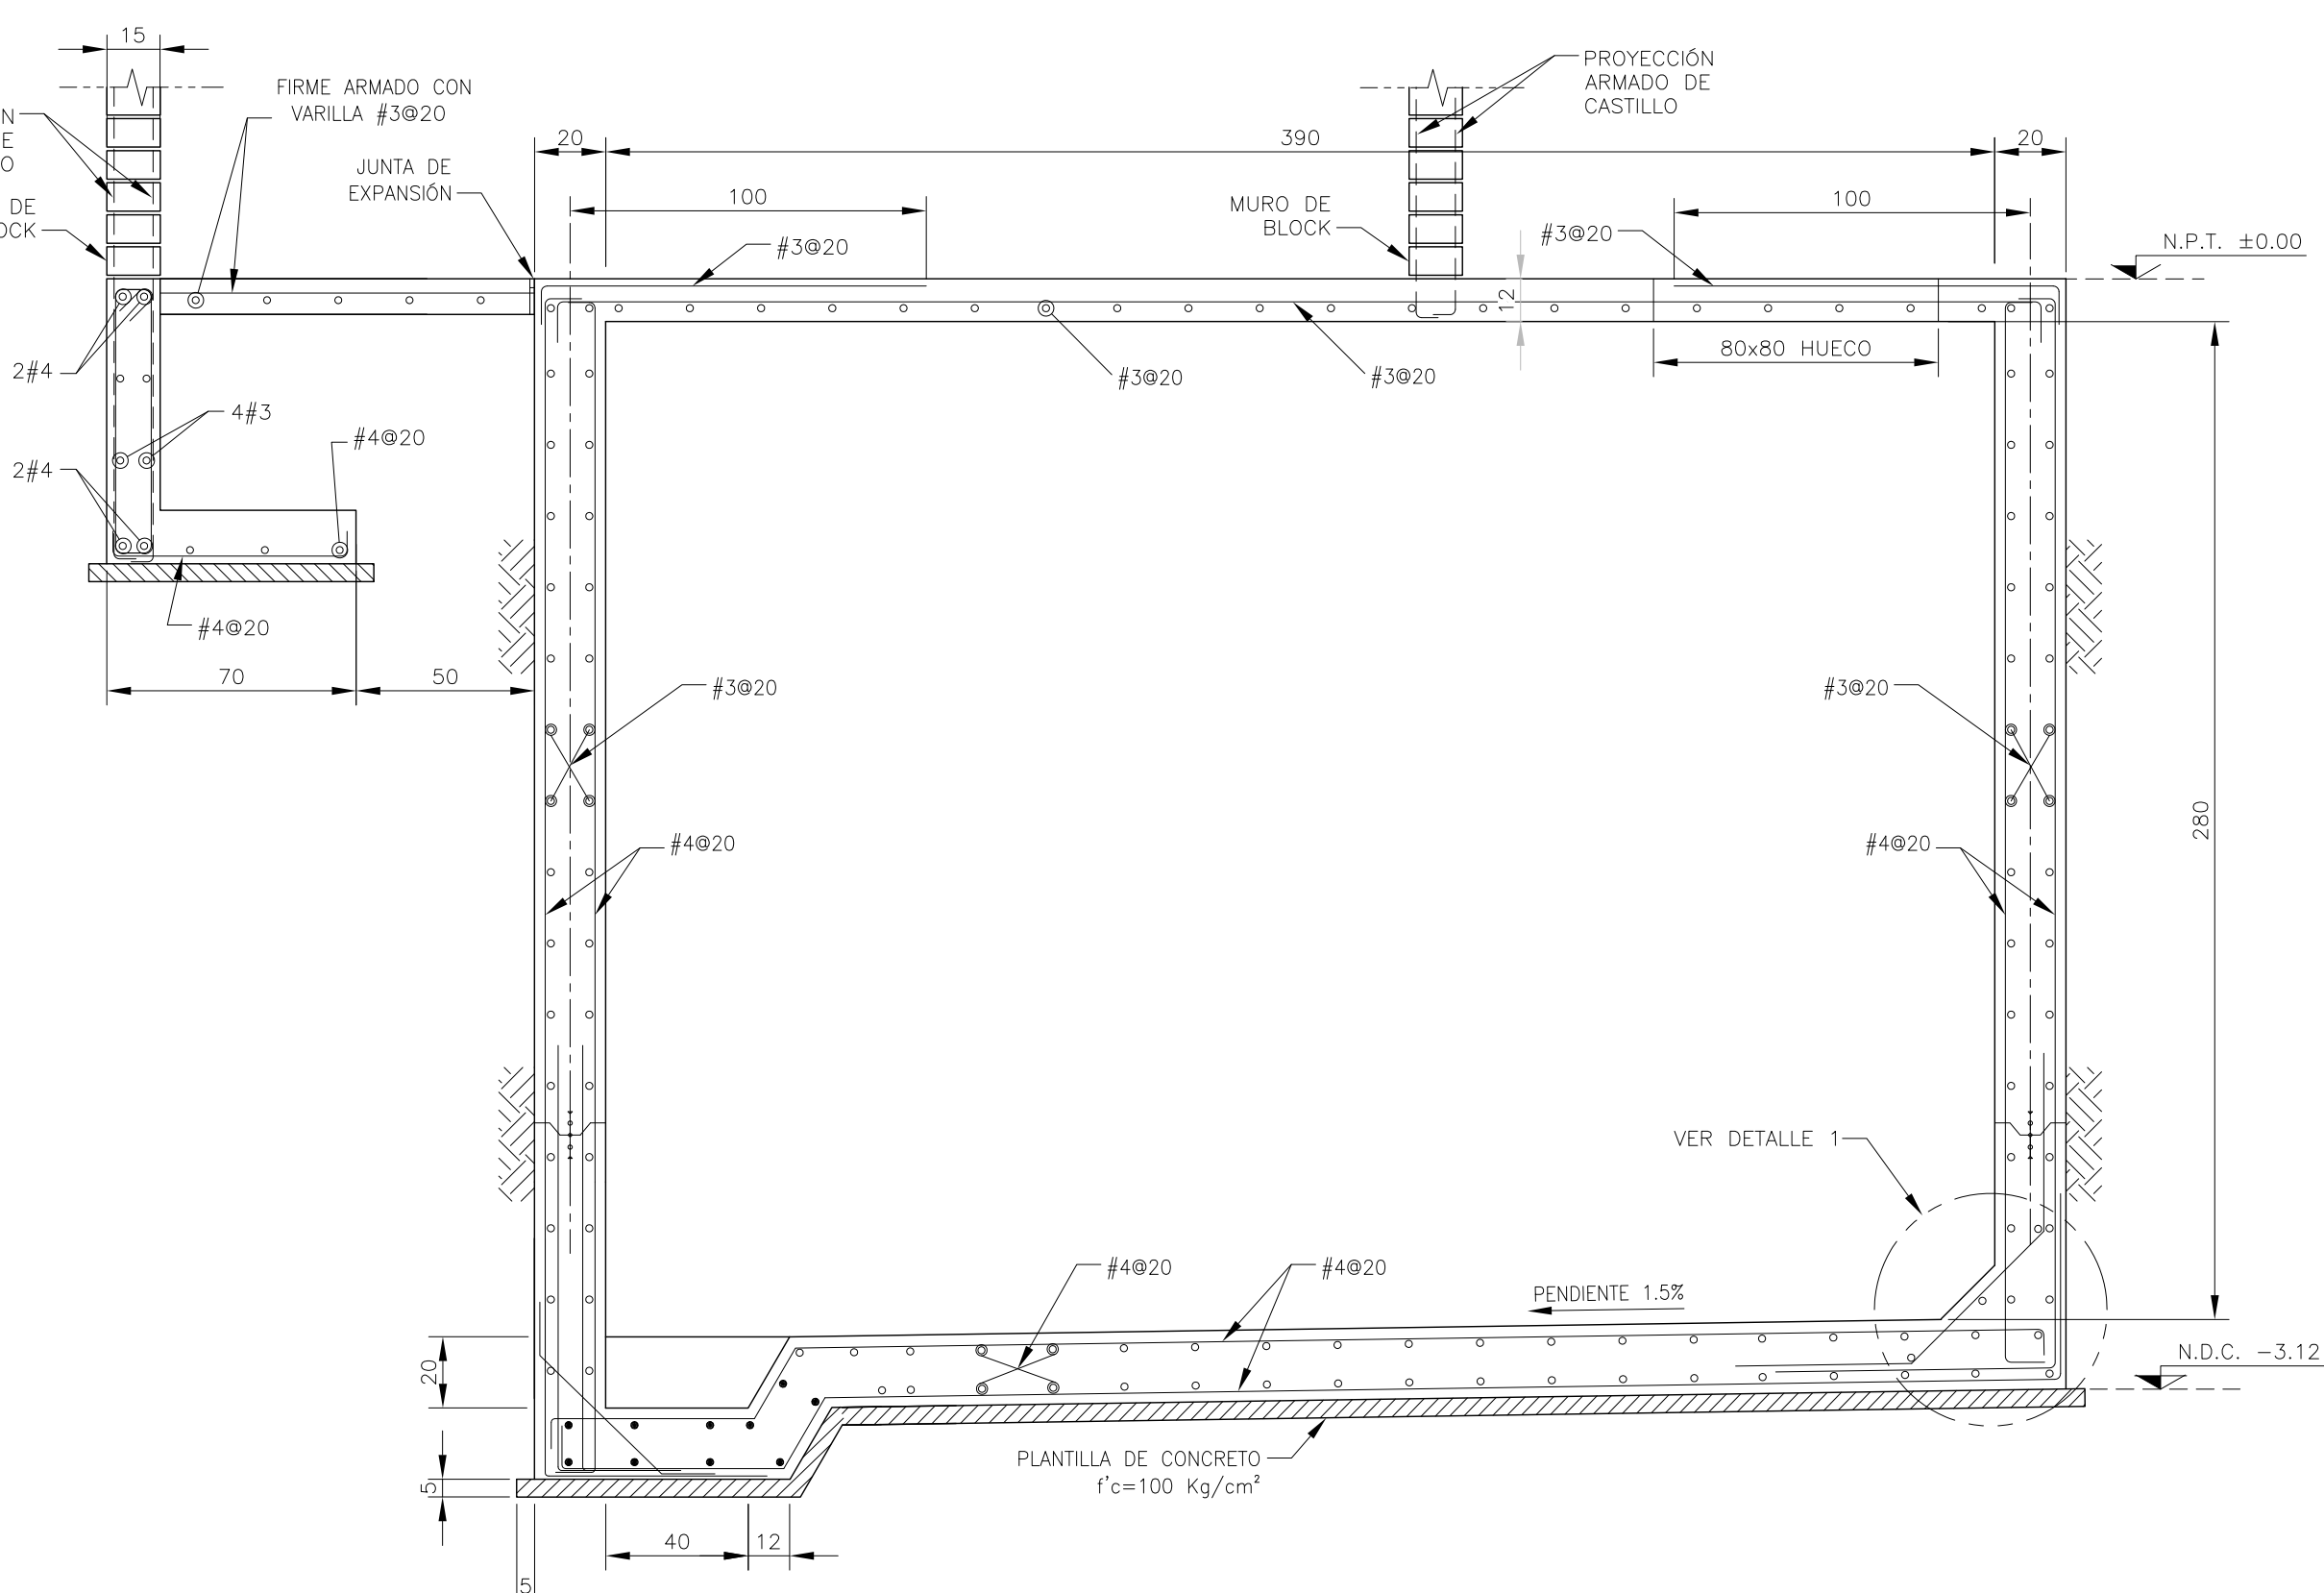 15
FIRME ARMADO CON
VARILLA #3@20
PROYECCIÓN
ARMADO DE
CASTILLO
N
E
O
DE
OCK
JUNTA DE
EXPANSIÓN
20
390
20
100
100
#3@20
MURO DE
BLOCK
#3@20
N.P.T. ±0.00
12
80x80 HUECO
2#4
#3@20
#3@20
4#3
#4@20
2#4
#4@20
70
50
#3@20
#3@20
280
#4@20
#4@20
VER DETALLE 1
#4@20
#4@20
PENDIENTE 1.5%
20
N.D.C. −3.12
PLANTILLA DE CONCRETO
f'c=100 Kg/cm²
5
40
12
5